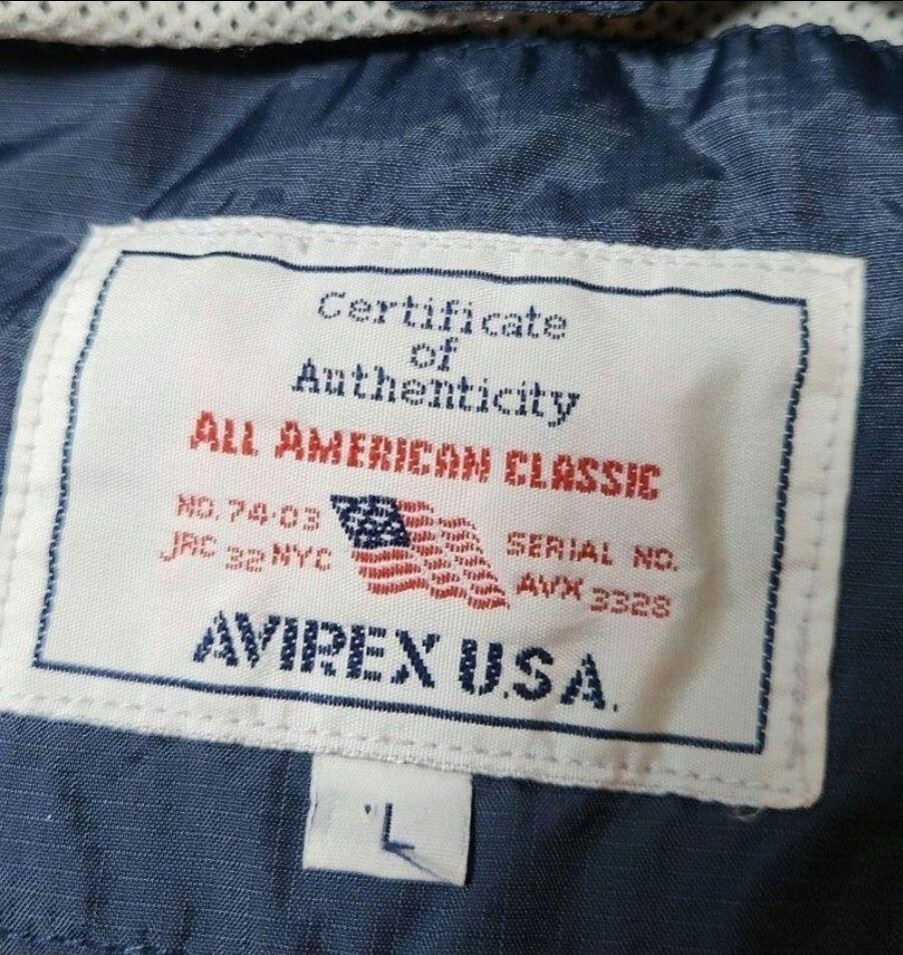 Certificate
of
Authenticity
ALL AMERICAN CLASSIC
NO. 74-03
JRC 32 NYC
SERIAL NO.
AVX 3328
AVIREX U.S.A.
L